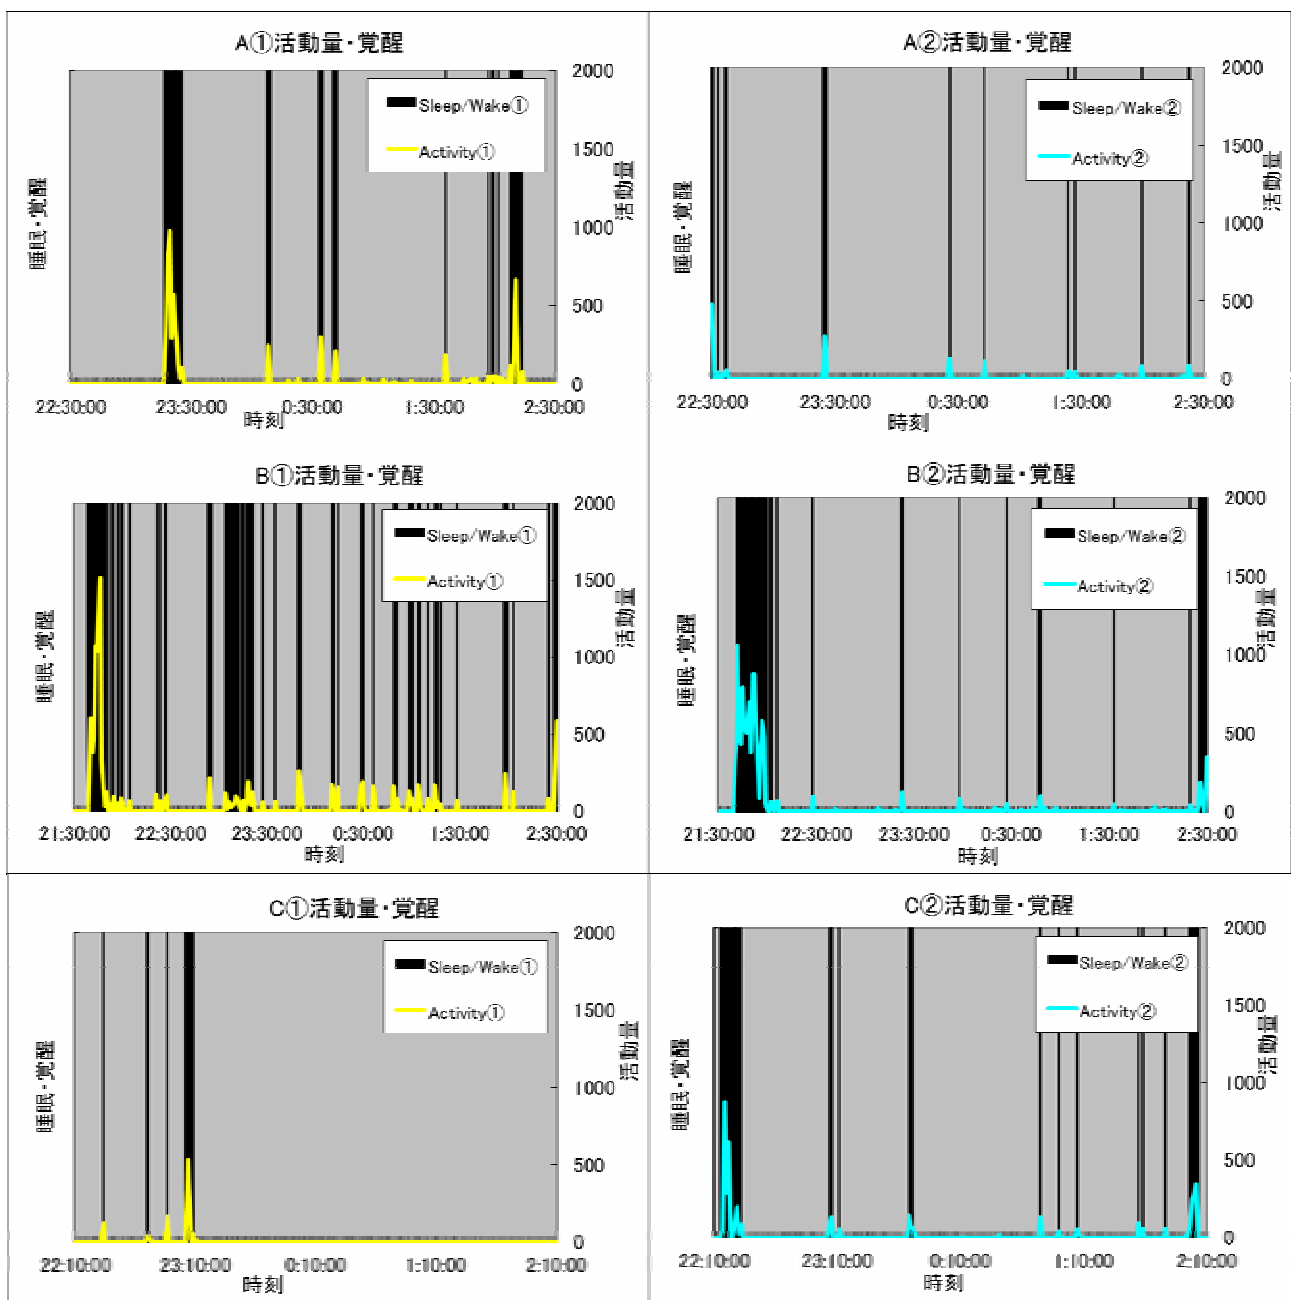 A①活動量・覚醒
2000
1500
1000
500
0
Sleep/Wake①
Activity①
睡眠・覚醒
活動量
22:30:00
23:30:00
0:30:00
1:30:00
2:30:00
時刻
A②活動量・覚醒
2000
1500
1000
500
0
Sleep/Wake②
Activity②
睡眠・覚醒
活動量
22:30:00
23:30:00
0:30:00
1:30:00
2:30:00
時刻
B①活動量・覚醒
2000
1500
1000
500
0
Sleep/Wake①
Activity①
睡眠・覚醒
活動量
21:30:00
22:30:00
23:30:00
0:30:00
1:30:00
2:30:00
時刻
B②活動量・覚醒
2000
1500
1000
500
0
Sleep/Wake②
Activity②
睡眠・覚醒
活動量
21:30:00
22:30:00
23:30:00
0:30:00
1:30:00
2:30:00
時刻
C①活動量・覚醒
2000
1500
1000
500
0
Sleep/Wake①
Activity①
睡眠・覚醒
活動量
22:10:00
23:10:00
0:10:00
1:10:00
2:10:00
時刻
C②活動量・覚醒
2000
1500
1000
500
0
Sleep/Wake②
Activity②
睡眠・覚醒
活動量
22:10:00
23:10:00
0:10:00
1:10:00
2:10:00
時刻